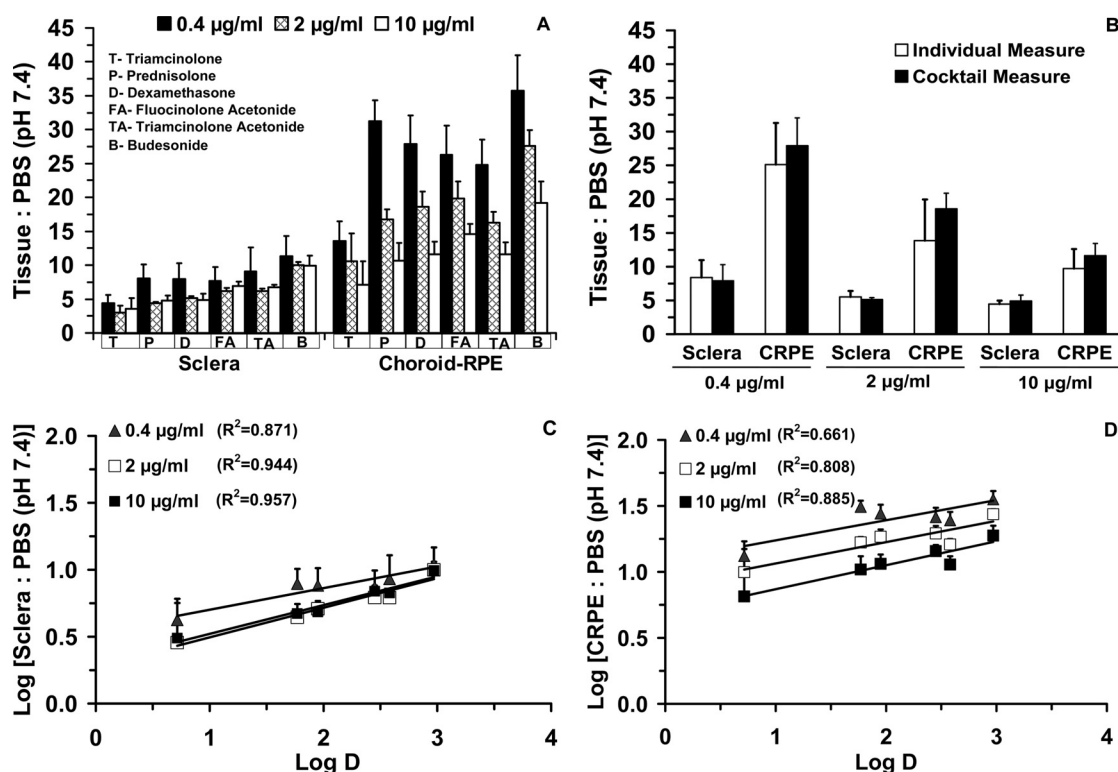 0.4 µg/ml 2 µg/ml 10 µg/ml A
T- Triamcinolone
P- Prednisolone
D- Dexamethasone
FA- Fluocinolone Acetonide
TA- Triamcinolone Acetonide
B- Budesonide
Tissue : PBS (pH 7.4)
45
40
35
30
25
20
15
10
5
0
T P D FA TA B T P D FA TA B
Sclera Choroid-RPE
B
Individual Measure
Cocktail Measure
Tissue : PBS (pH 7.4)
45
40
35
30
25
20
15
10
5
0
Sclera CRPE Sclera CRPE Sclera CRPE
0.4 µg/ml 2 µg/ml 10 µg/ml
C
0.4 µg/ml (R²=0.871)
2 µg/ml (R²=0.944)
10 µg/ml (R²=0.957)
Log [Sclera : PBS (pH 7.4)]
2.0
1.5
1.0
0.5
0.0
0 1 2 3 4
Log D
D
0.4 µg/ml (R²=0.661)
2 µg/ml (R²=0.808)
10 µg/ml (R²=0.885)
Log [CRPE : PBS (pH 7.4)]
2.0
1.5
1.0
0.5
0.0
0 1 2 3 4
Log D